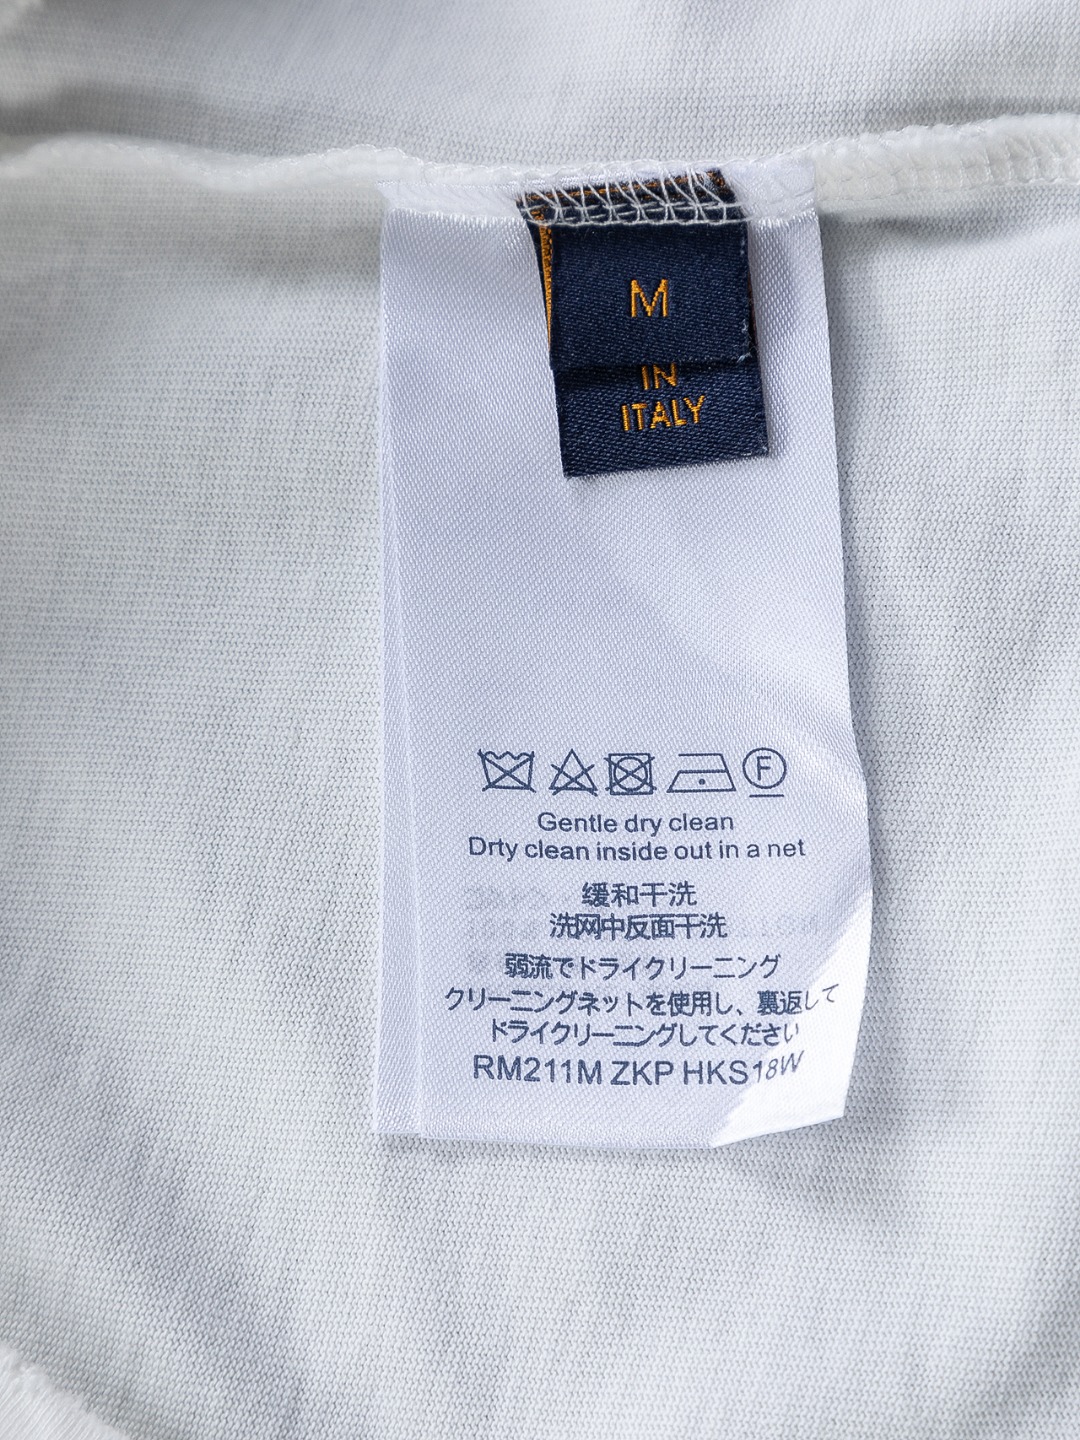 M
IN
ITALY
F
Gentle dry clean
Drty clean inside out in a net
缓和干洗
洗网中反面干洗
弱流でドライクリーニング
クリーニングネットを使用し、裏返して
ドライクリーニングしてください
RM211M ZKP HKS18W